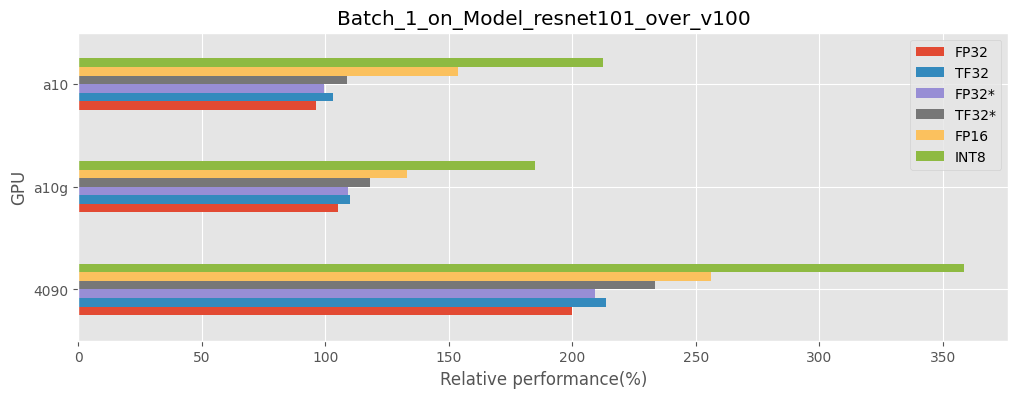 Batch_1_on_Model_resnet101_over_v100
FP32
TF32
FP32*
TF32*
FP16
INT8
GPU
a10
a10g
4090
0 50 100 150 200 250 300 350
Relative performance(%)